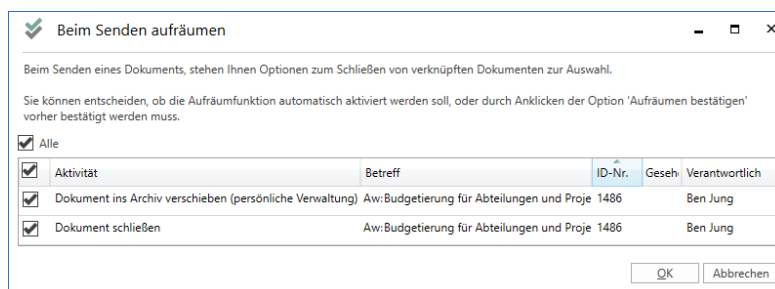 Beim Senden aufräumen
Beim Senden eines Dokuments, stehen Ihnen Optionen zum Schließen von verknüpften Dokumenten zur Auswahl.
Sie können entscheiden, ob die Aufräumfunktion automatisch aktiviert werden soll, oder durch Anklicken der Option 'Aufräumen bestätigen'
vorher bestätigt werden muss.
Alle
Aktivität Betreff ID-Nr. Geseh Verantwortlich
Dokument ins Archiv verschieben (persönliche Verwaltung) Aw:Budgetierung für Abteilungen und Proje 1486 Ben Jung
Dokument schließen Aw:Budgetierung für Abteilungen und Proje 1486 Ben Jung
OK Abbrechen